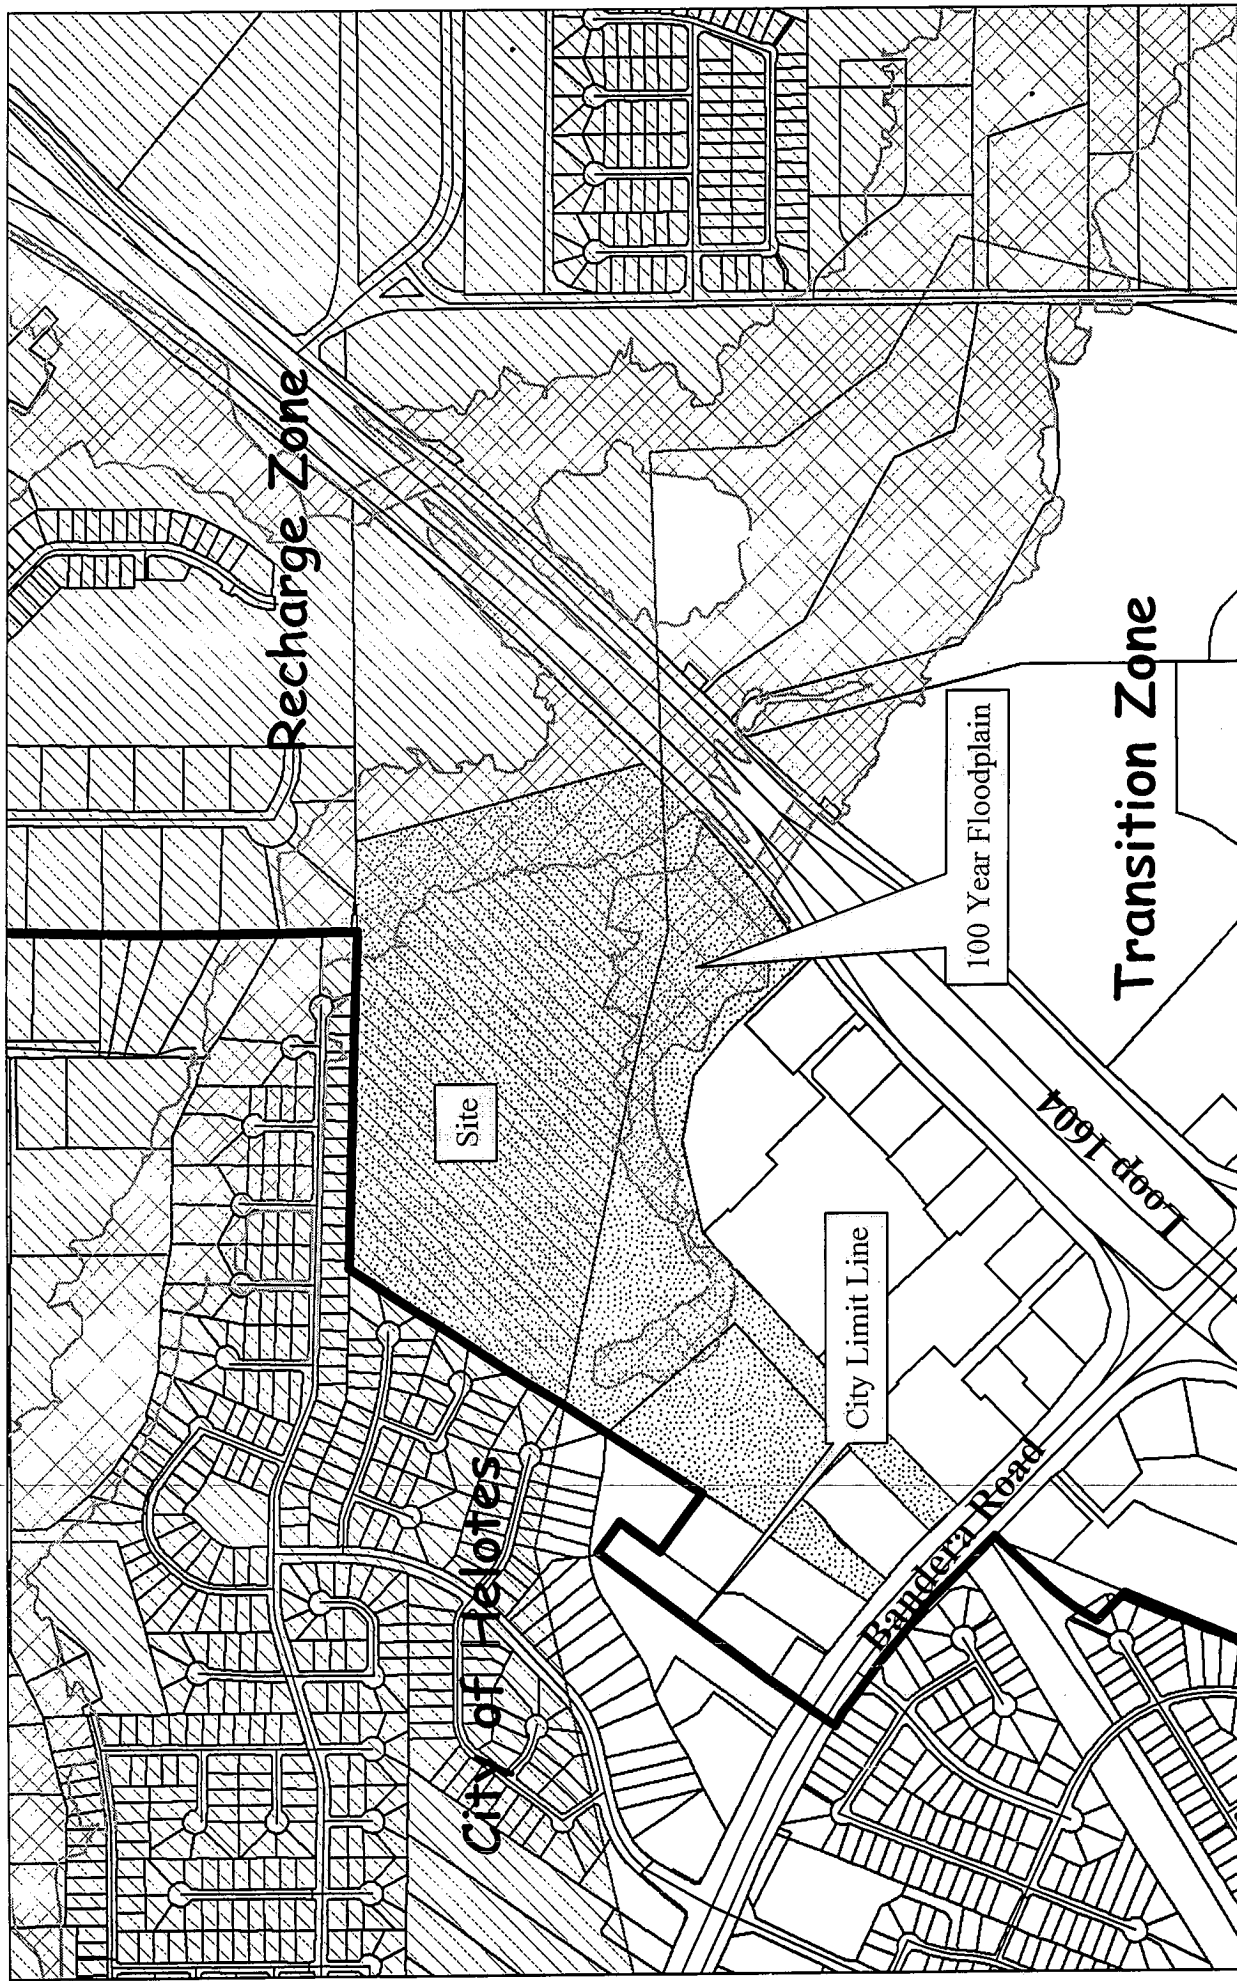 Recharge Zone
Site
City of Helotes
100 Year Floodplain
City Limit Line
Transition Zone
Loop 1604
Bandera Road